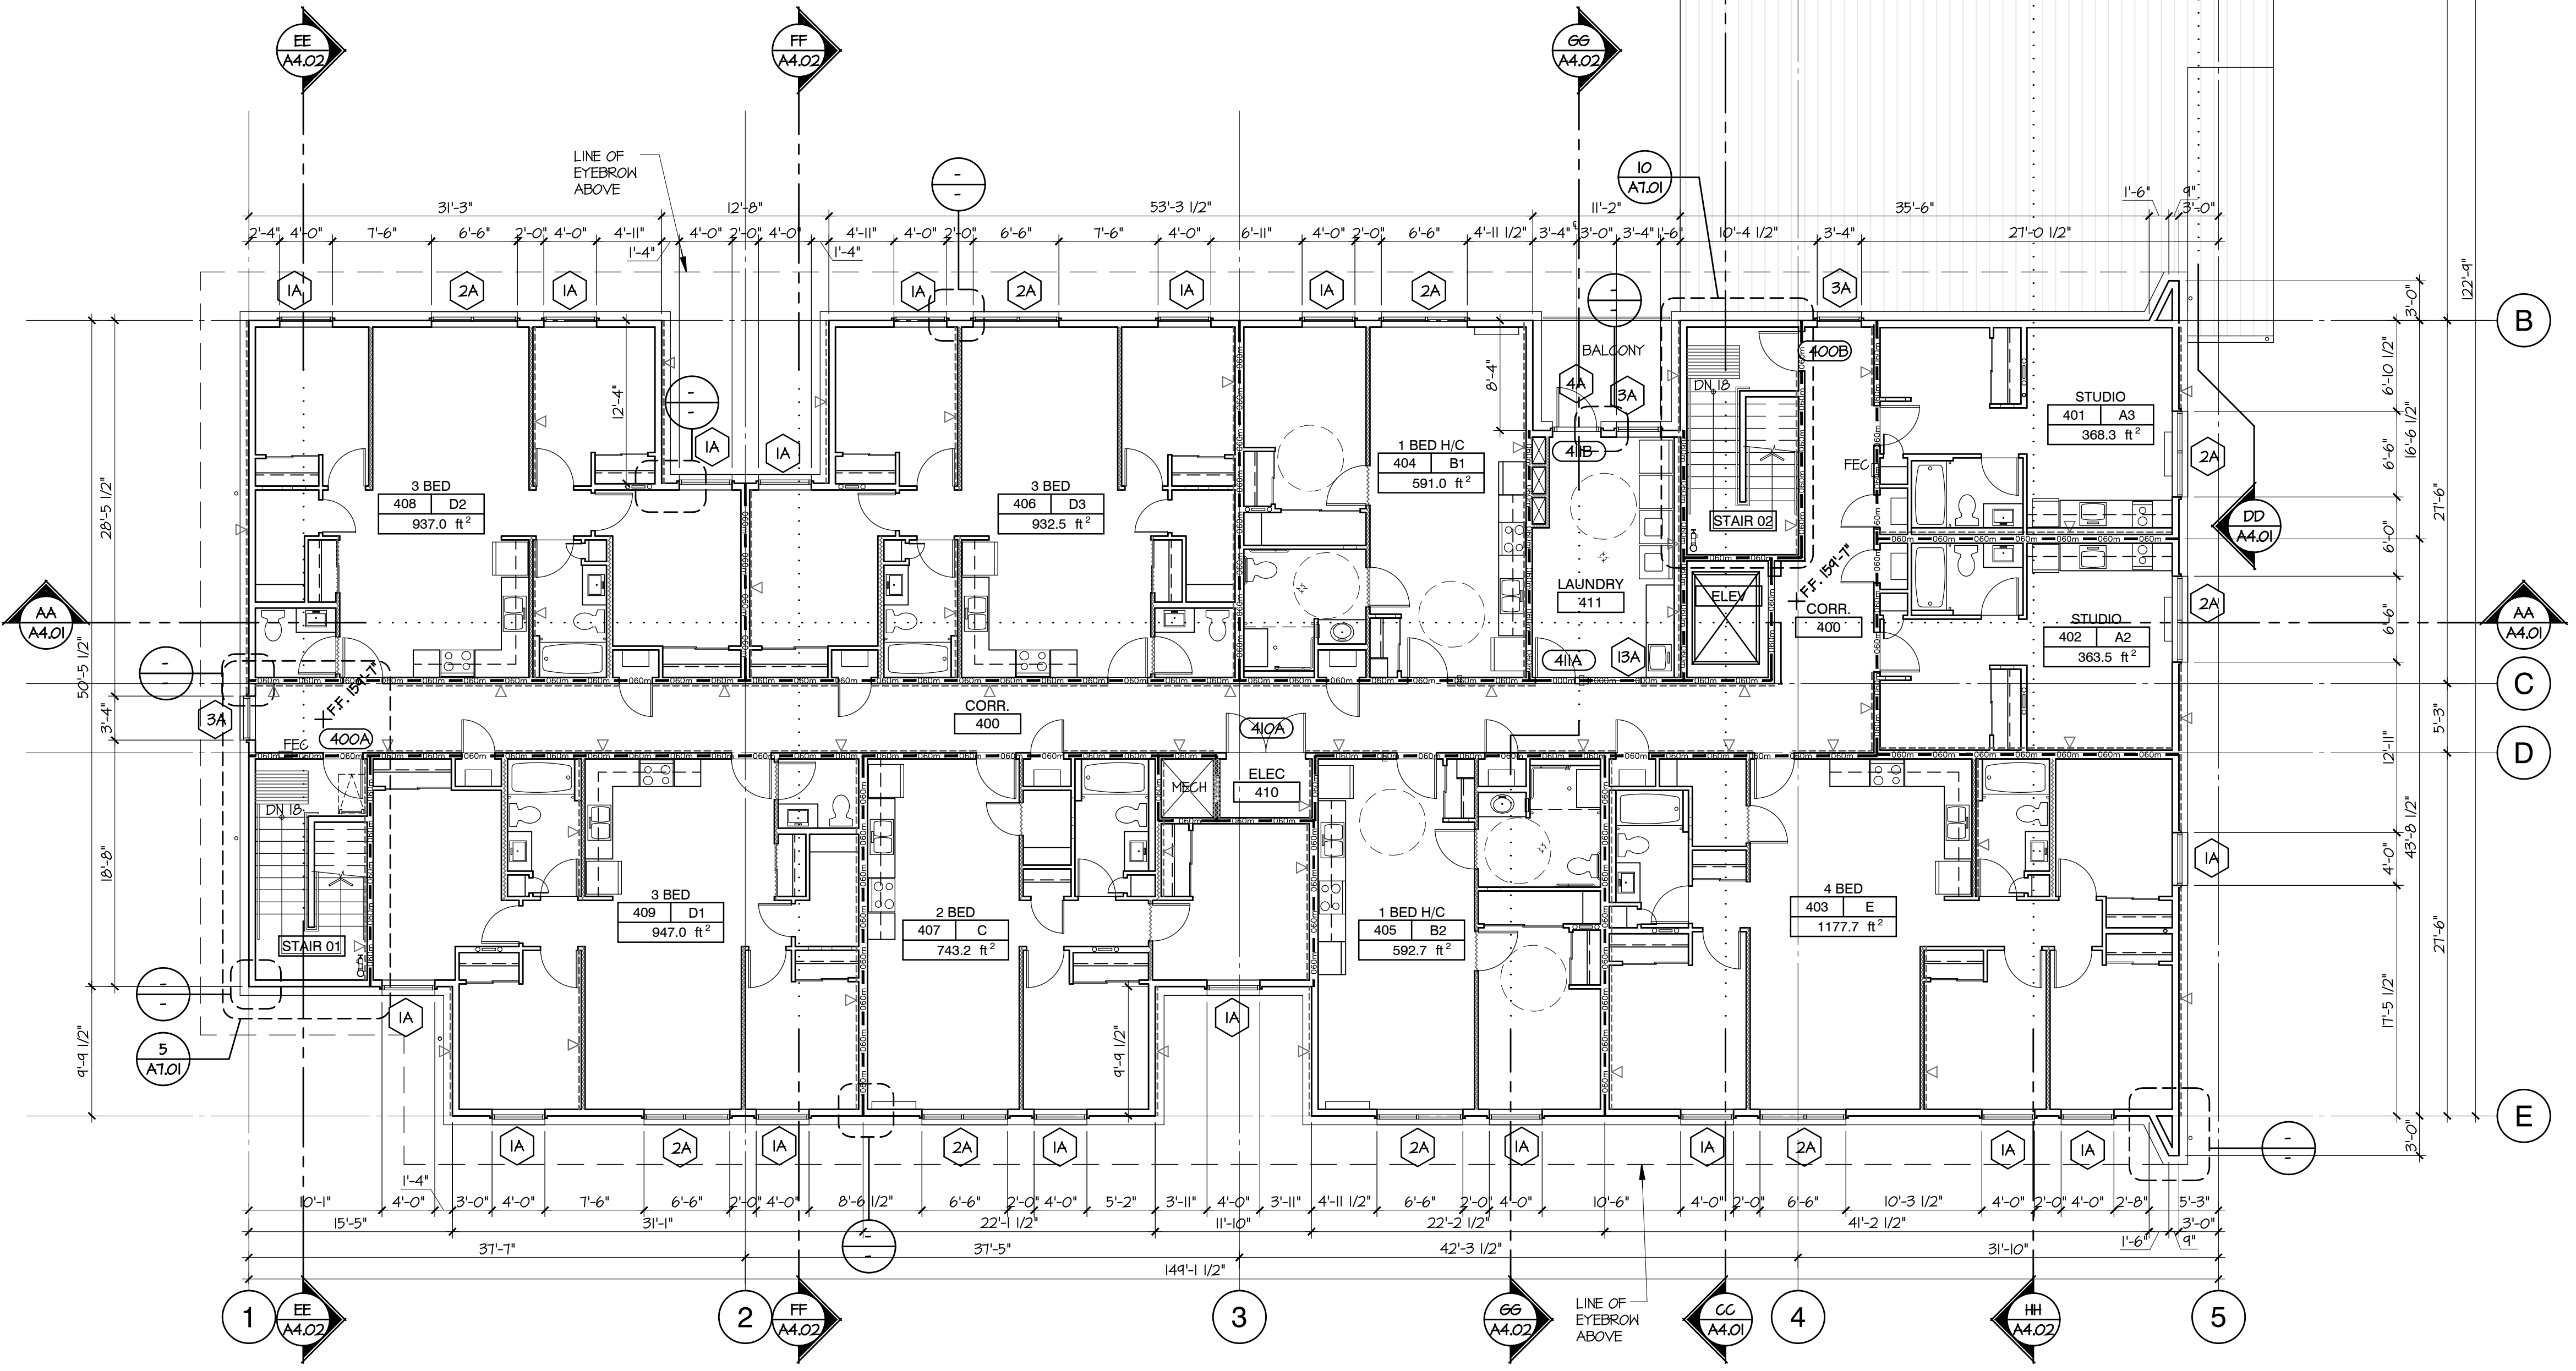 EE
A4.02
FF
A4.02
GG
A4.02
LINE OF
EYEBROW
ABOVE
-
-
10
A7.01
31'-3"
12'-8"
53'-3 1/2"
11'-2"
35'-6"
1'-6"
9"
3'-0"
2'-4"
4'-0"
7'-6"
6'-6"
2'-0"
4'-0"
4'-11"
1'-4"
4'-0"
2'-0"
4'-0"
1'-4"
4'-11"
4'-0"
2'-0"
6'-6"
7'-6"
4'-0"
6'-11"
4'-0"
2'-0"
6'-6"
4'-11 1/2"
3'-4"
3'-0"
3'-4"
1'-6"
10'-4 1/2"
3'-4"
27'-0 1/2"
1A
2A
1A
1A
2A
1A
1A
2A
3A
122'-9"
3'-0"
B
BALCONY
400B
8'-4"
12'-4"
-
-
-
-
4A
3A
DN 18
1A
1A
411B
FEC
STUDIO
401 A3
368.3 ft²
2A
6'-10 1/2"
6'-6"
16'-6 1/2"
27'-6"
6'-0"
1 BED H/C
404 B1
591.0 ft²
3 BED
408 D2
937.0 ft²
3 BED
406 D3
932.5 ft²
STAIR 02
DD
A4.01
28'-5 1/2"
50'-5 1/2"
AA
A4.01
LAUNDRY
411
ELEV
F.F. 159'-7"
CORR.
400
STUDIO
402 A2
363.5 ft²
2A
6'-6"
AA
A4.01
411A
13A
-
-
F.F. 159'-7"
C
3A
3'-4"
FEC
400A
CORR.
400
410A
5'-3"
12'-11"
D
DN 18
MECH
ELEC
410
18'-8"
43'-8 1/2"
4'-0"
1A
3 BED
409 D1
947.0 ft²
2 BED
407 C
743.2 ft²
1 BED H/C
405 B2
592.7 ft²
4 BED
403 E
1177.7 ft²
STAIR 01
27'-6"
17'-5 1/2"
-
-
1A
1A
5
A7.01
9'-9 1/2"
9'-9 1/2"
E
1A
2A
1A
2A
1A
2A
1A
1A
2A
1A
1A
-
-
3'-0"
1'-4"
10'-1"
4'-0"
3'-0"
4'-0"
7'-6"
6'-6"
2'-0"
4'-0"
8'-6 1/2"
6'-6"
2'-0"
4'-0"
5'-2"
3'-11"
4'-0"
3'-11"
4'-11 1/2"
6'-6"
2'-0"
4'-0"
10'-6"
4'-0"
2'-0"
6'-6"
10'-3 1/2"
4'-0"
2'-0"
4'-0"
2'-8"
5'-3"
15'-5"
31'-1"
22'-1 1/2"
11'-10"
22'-2 1/2"
41'-2 1/2"
3'-0"
-
-
1'-6"
9"
37'-7"
37'-5"
42'-3 1/2"
31'-10"
149'-1 1/2"
1
EE
A4.02
2
FF
A4.02
3
GG
A4.02
LINE OF
EYEBROW
ABOVE
CC
A4.01
4
HH
A4.02
5